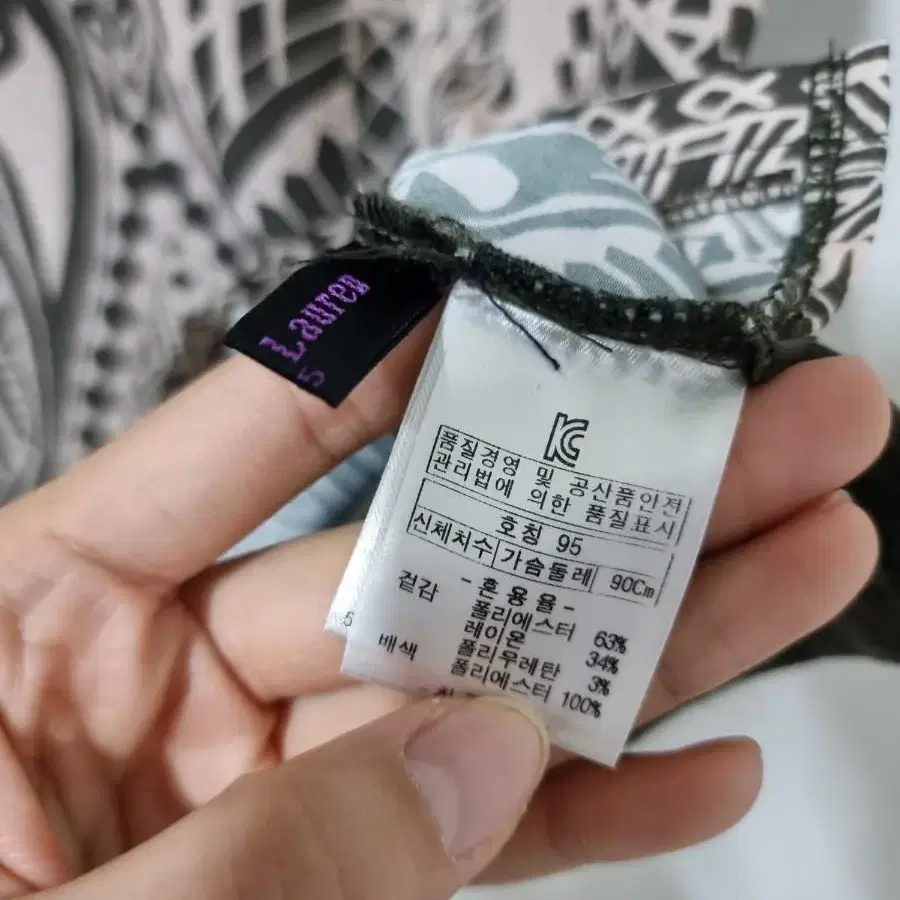 Lauren
5
KC
품질경영 및 공산품안전
관리법에 의한 품질표시
호칭 95
신체치수 가슴둘레 90Cm
- 혼용율 -
겉감 폴리에스터 63%
레이온 34%
폴리우레탄 3%
배색 폴리에스터 100%
5